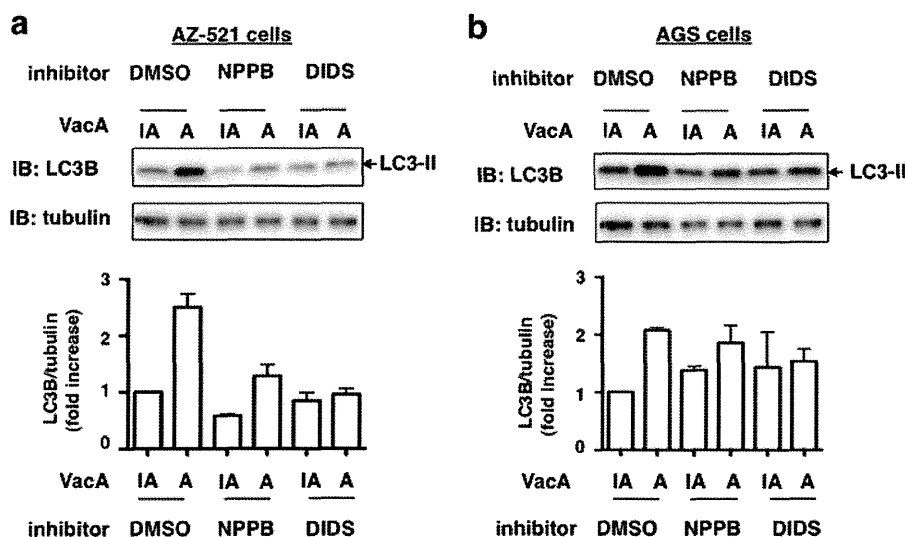 a
AZ-521 cells
inhibitor DMSO NPPB DIDS
VacA IA A IA A IA A
IB: LC3B
LC3-II
IB: tubulin
LC3B/tubulin
(fold increase)
3
2
1
0
VacA IA A IA A IA A
inhibitor DMSO NPPB DIDS
b
AGS cells
inhibitor DMSO NPPB DIDS
VacA IA A IA A IA A
IB: LC3B
LC3-II
IB: tubulin
LC3B/tubulin
(fold increase)
3
2
1
0
VacA IA A IA A IA A
inhibitor DMSO NPPB DIDS